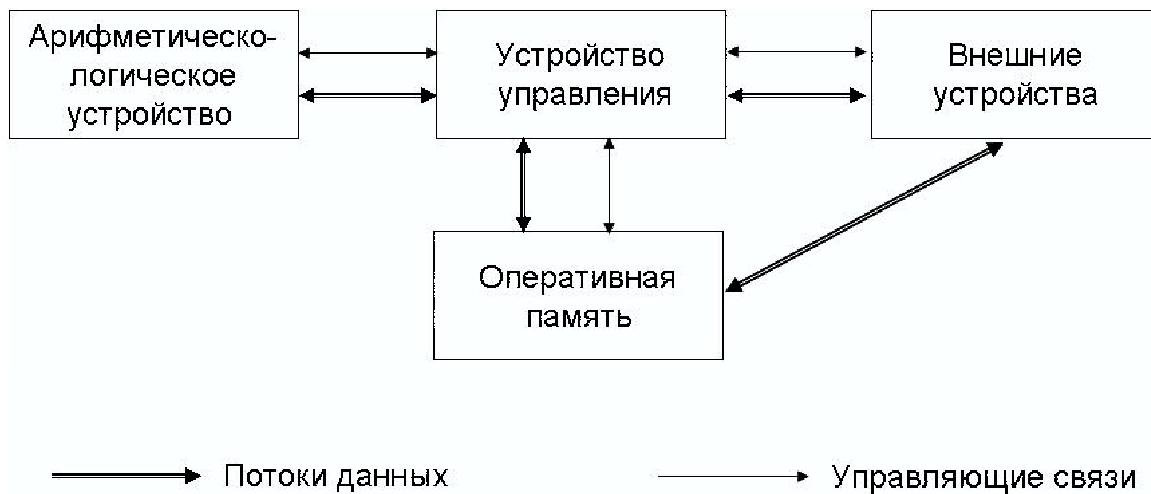 Арифметическо-
логическое
устройство
Устройство
управления
Внешние
устройства
Оперативная
память
Потоки данных
Управляющие связи